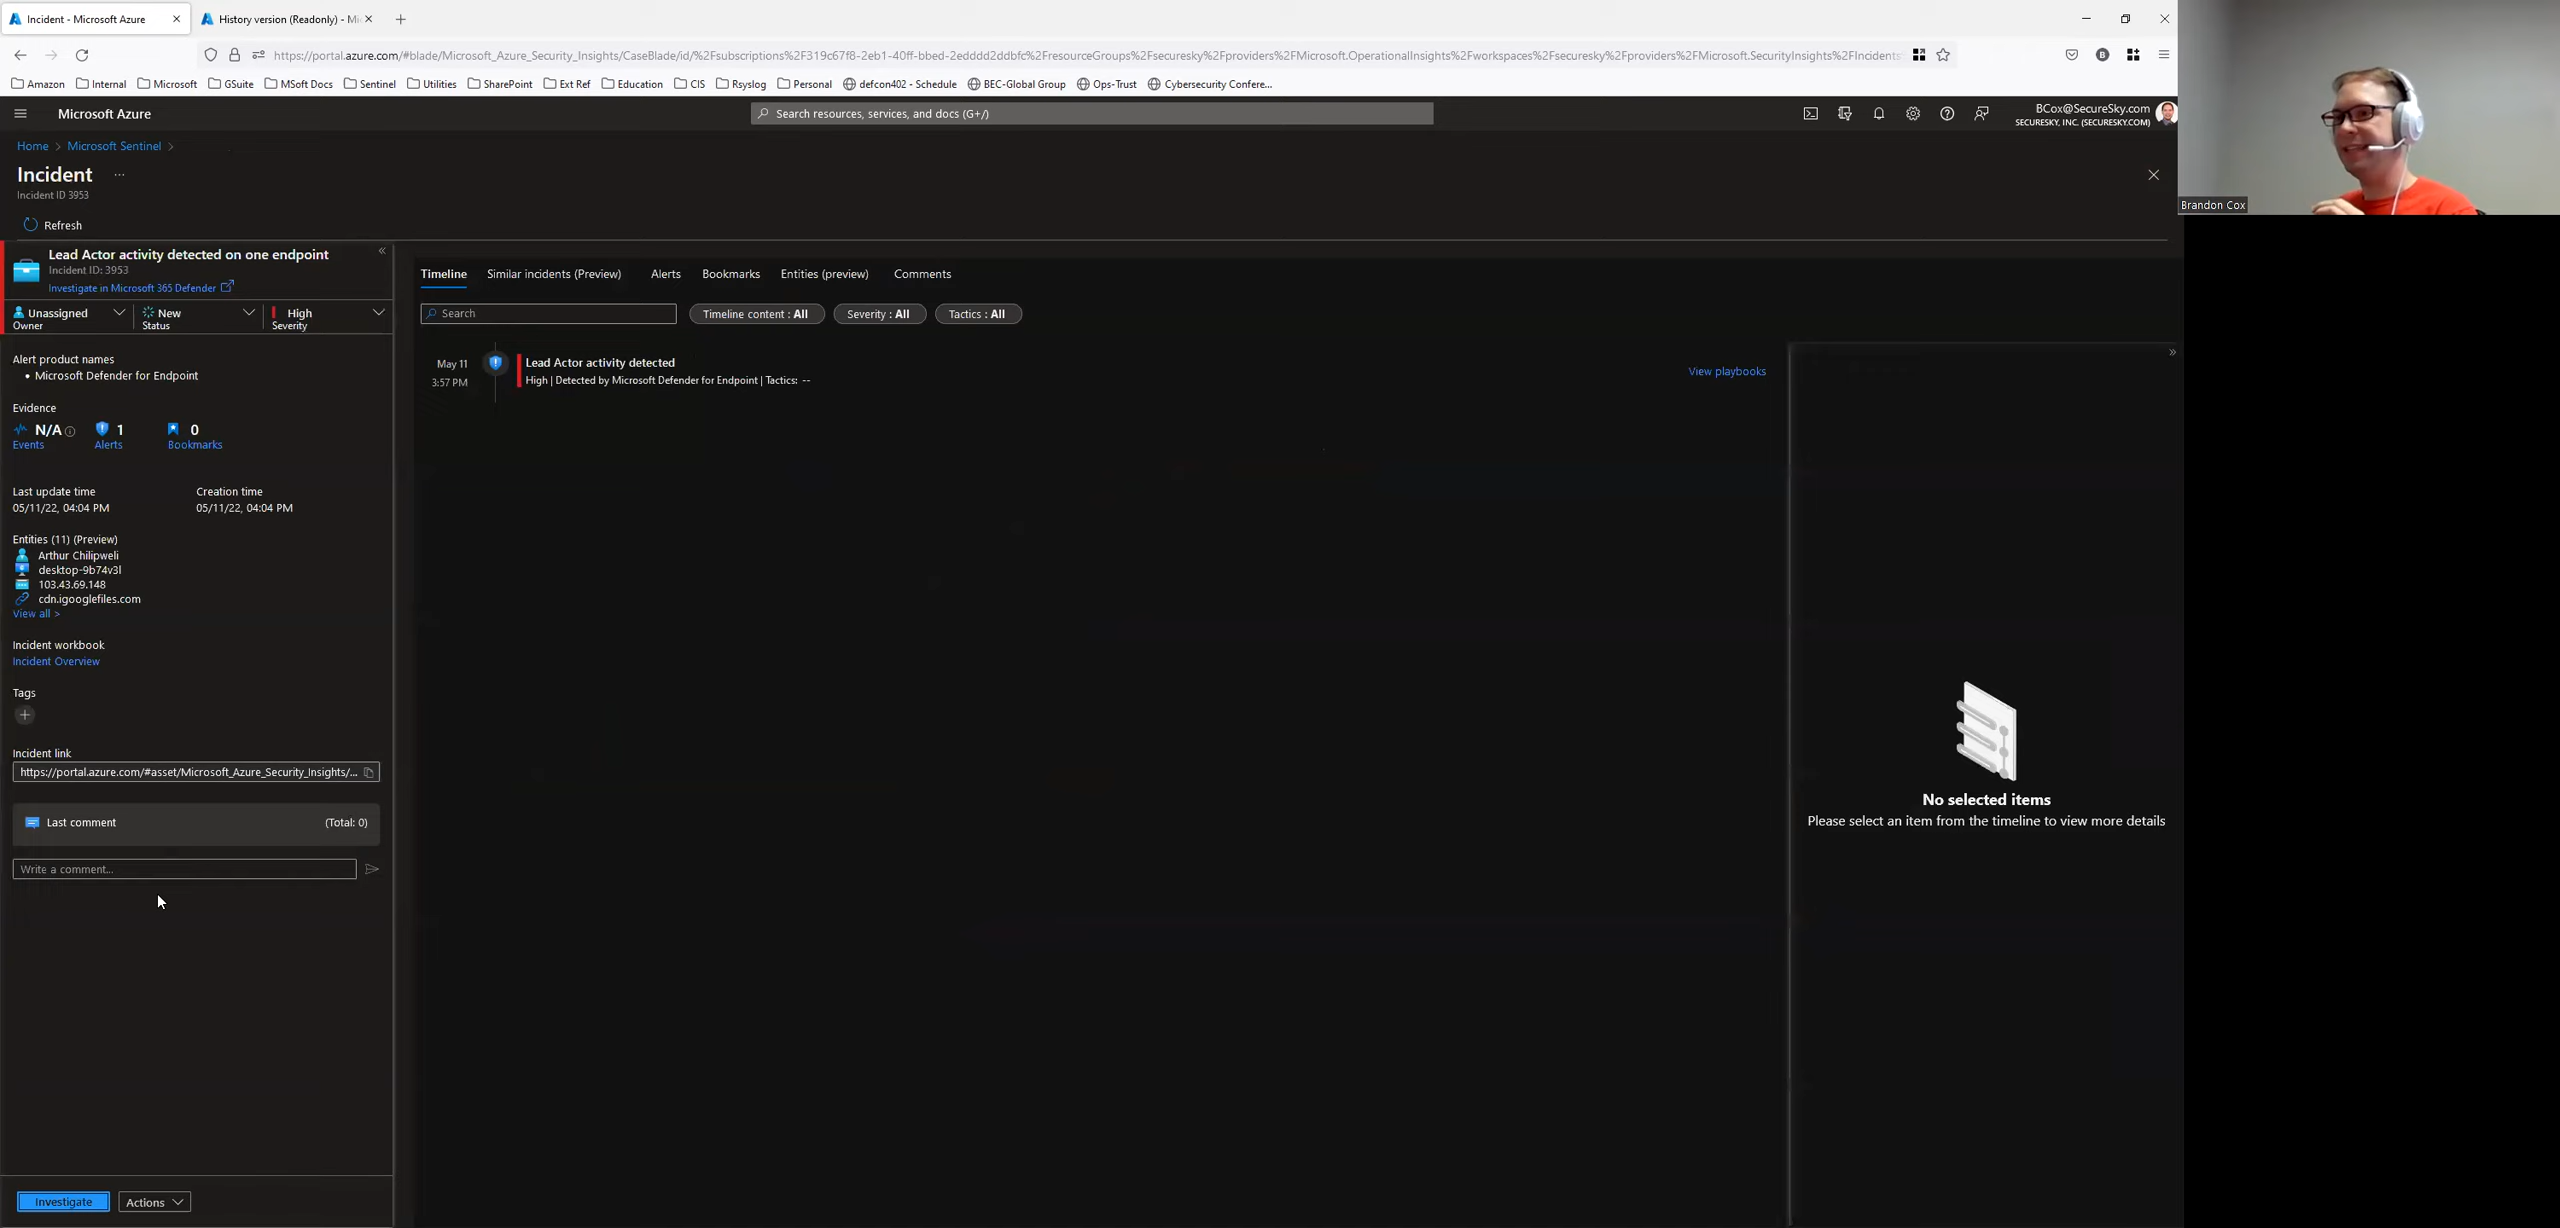 Incident - Microsoft Azure
History version (Readonly) - Mi
https://portal.azure.com/#blade/Microsoft_Azure_Security_Insights/CaseBlade/id/%2Fsubscriptions%2F319c67f8-2eb1-40ff-bbed-2edddd2ddbfc%2FresourceGroups%2Fsecuresky%2Fproviders%2FMicrosoft.OperationalInsights%2Fworkspaces%2Fsecuresky%2Fproviders%2FMicrosoft.SecurityInsights%2FIncidents
B
Amazon Internal Microsoft GSuite MSoft Docs Sentinel Utilities SharePoint Ext Ref Education CIS Rsyslog Personal defcon402 - Schedule BEC-Global Group Ops-Trust Cybersecurity Confere...
Microsoft Azure
Search resources, services, and docs (G+/)
BCox@SecureSky.com
SECURESKY, INC. (SECURESKY.COM)
Home > Microsoft Sentinel >
Incident ...
Incident ID 3953
Refresh
Brandon Cox
Lead Actor activity detected on one endpoint
Incident ID: 3953
Investigate in Microsoft 365 Defender
Unassigned New High
Owner Status Severity
Alert product names
• Microsoft Defender for Endpoint
Evidence
N/A 1 0
Events Alerts Bookmarks
Last update time Creation time
05/11/22, 04:04 PM 05/11/22, 04:04 PM
Entities (11) (Preview)
Arthur Chilipweli
desktop-9b74v3l
103.43.69.148
cdn.igooglefiles.com
View all >
Incident workbook
Incident Overview
Tags
Incident link
https://portal.azure.com/#asset/Microsoft_Azure_Security_Insights/...
Last comment (Total: 0)
Write a comment...
Investigate Actions
Timeline Similar incidents (Preview) Alerts Bookmarks Entities (preview) Comments
Search Timeline content : All Severity : All Tactics : All
May 11
3:57 PM
Lead Actor activity detected
High | Detected by Microsoft Defender for Endpoint | Tactics: --
View playbooks
No selected items
Please select an item from the timeline to view more details